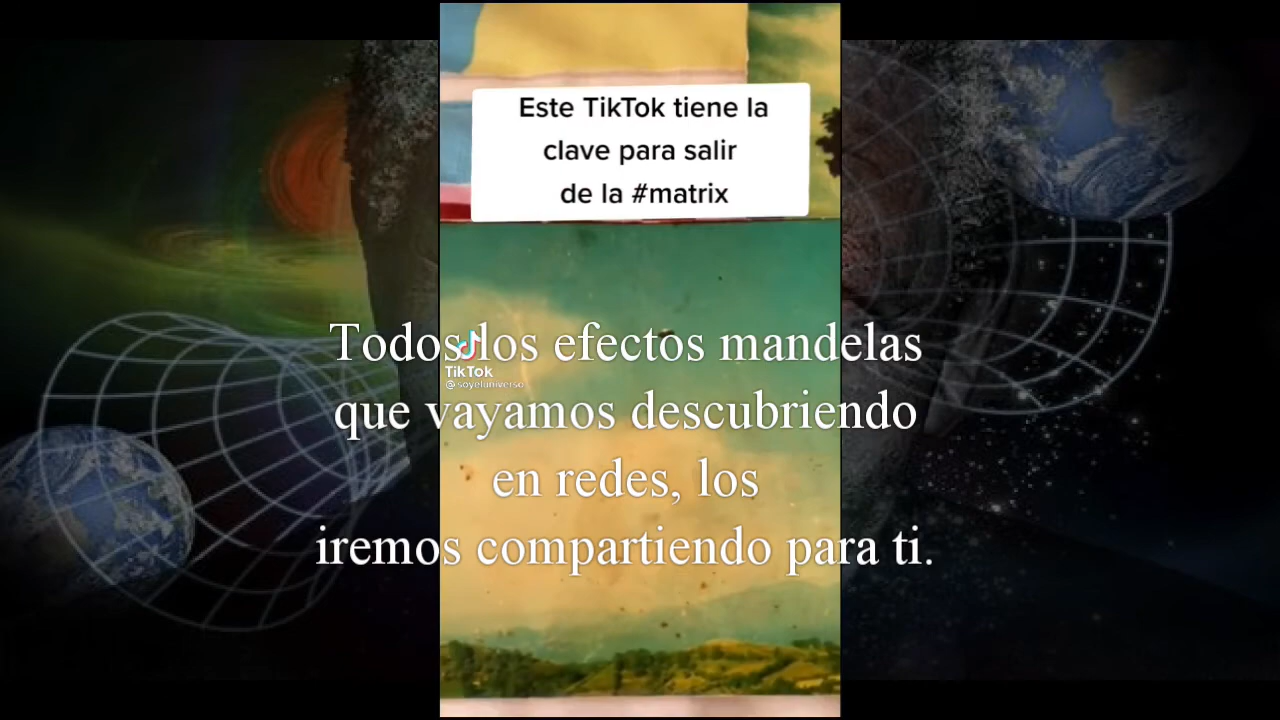 Este TikTok tiene la
clave para salir
de la #matrix
Todos los efectos mandelas
TikTok
@soyeluniverso
que vayamos descubriendo
en redes, los
iremos compartiendo para ti.